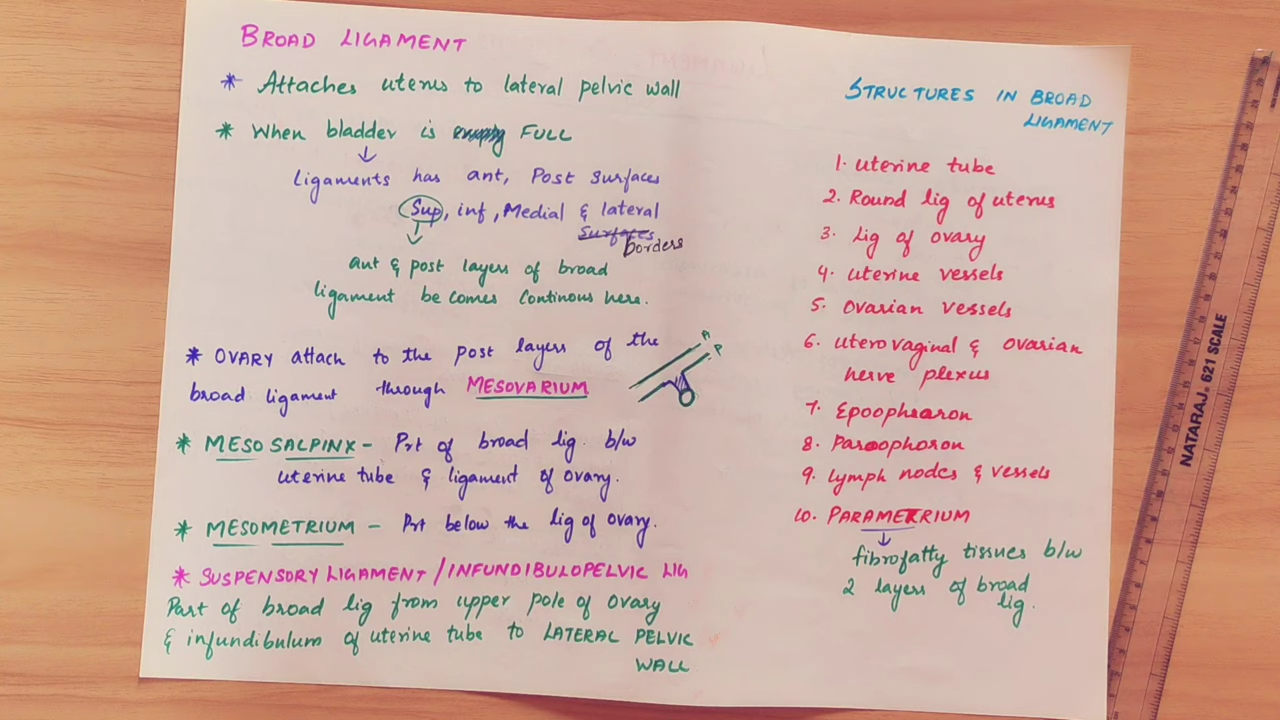 BROAD LIGAMENT
* Attaches uterus to lateral pelvic wall
* When bladder is empty FULL
Ligaments has ant, Post surfaces
Sup, inf, Medial & lateral
Surfaces
borders
ant & post layers of broad
ligament be comes continous here.
* OVARY attach to the post layers of the
broad ligament through MESOVARIUM
A
P
* MESO SALPINX - Prt of broad lig. b/w
uterine tube & ligament of ovary.
* MESOMETRIUM - Prt below the lig of ovary.
* SUSPENSORY LIGAMENT / INFUNDIBULOPELVIC LIG
Part of broad lig from upper pole of ovary
& infundibulum of uterine tube to LATERAL PELVIC
WALL
STRUCTURES IN BROAD
LIGAMENT
1. uterine tube
2. Round lig of uterus
3. Lig of ovary
4. uterine vessels
5. Ovarian vessels
6. uterovaginal & ovarian
nerve plexus
7. Epoophoron
8. Paroophoron
9. Lymph nodes & vessels
10. PARAMETRIUM
fibrofatty tissues b/w
2 layers of broad
lig.
NATARAJ® 621 SCALE